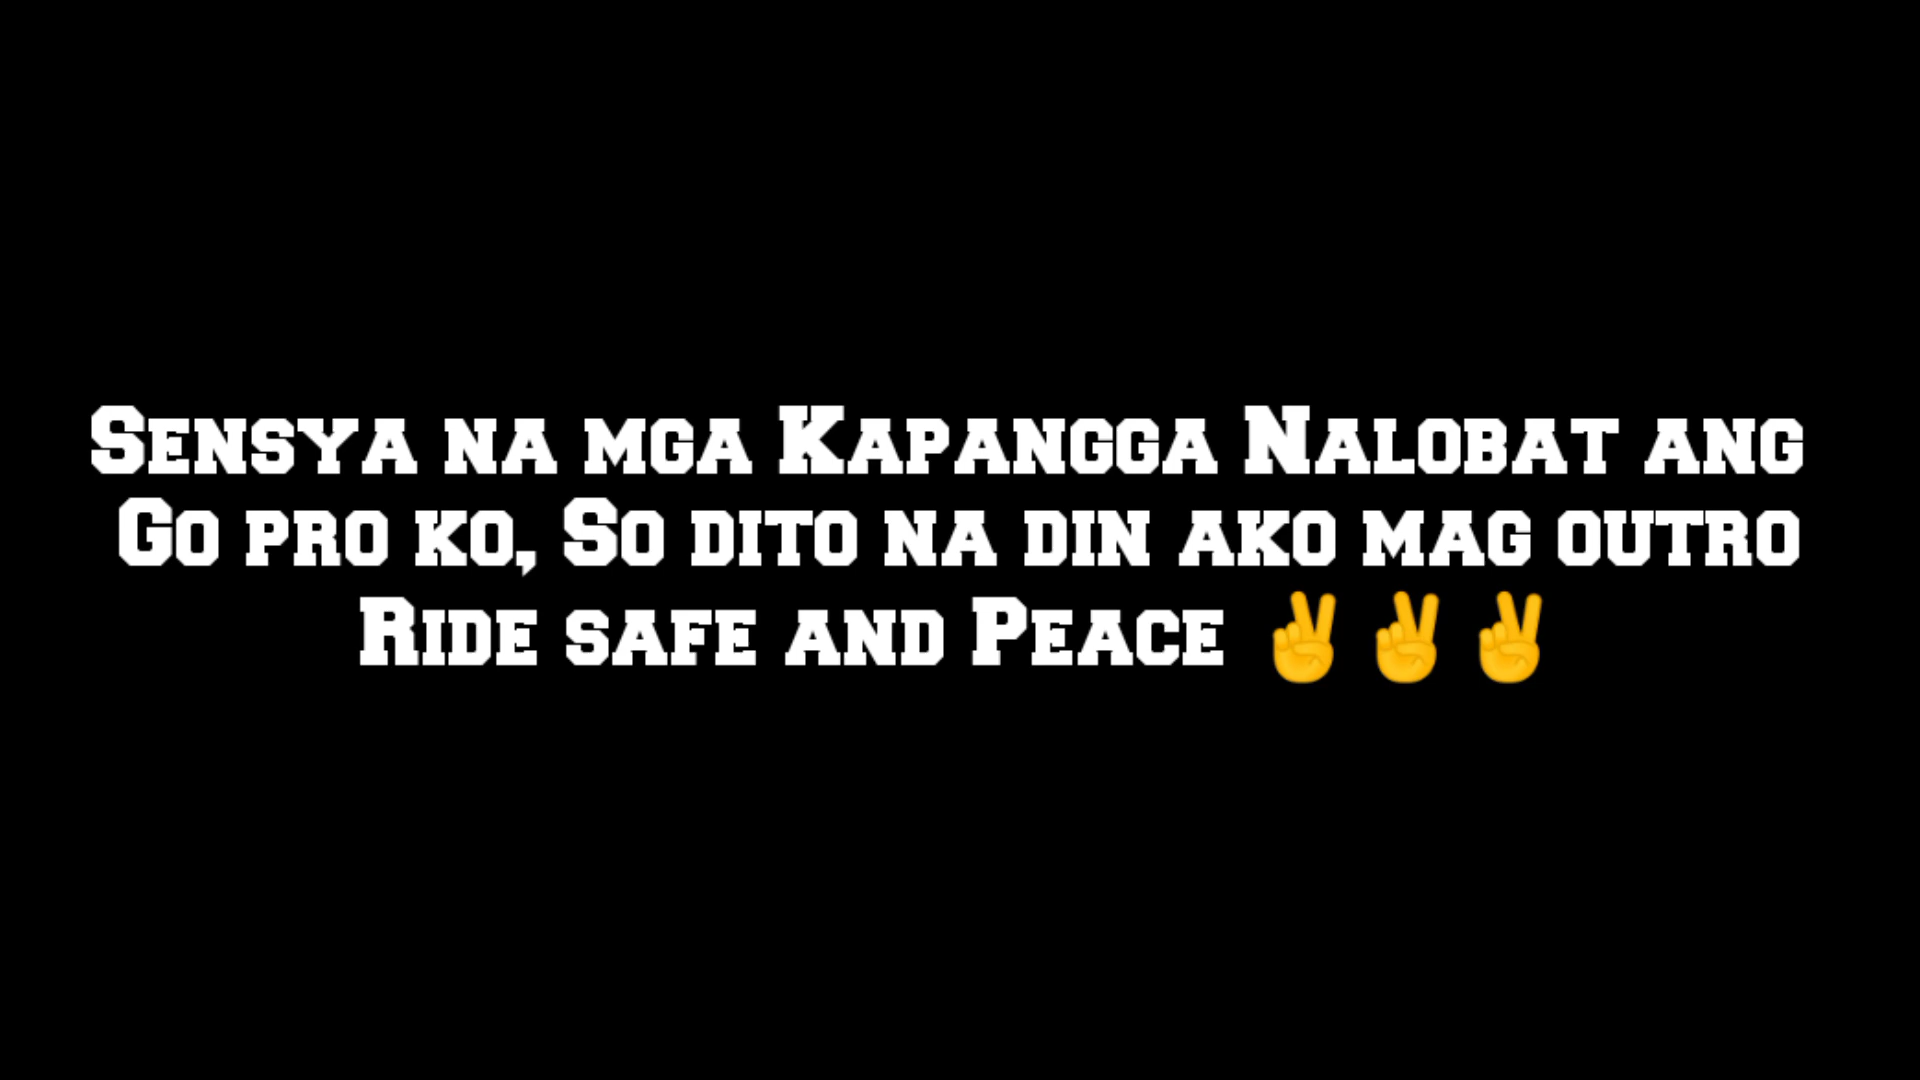 Sensya na mga Kapangga Nalobat ang
Go pro ko, So dito na din ako mag outro
Ride safe and Peace ✌️✌️✌️